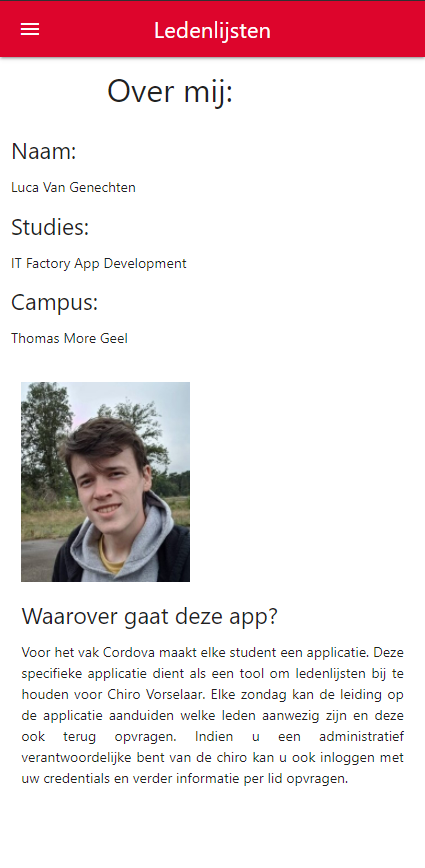 Ledenlijsten
Over mij:
Naam:
Luca Van Genechten
Studies:
IT Factory App Development
Campus:
Thomas More Geel
Waarover gaat deze app?
Voor het vak Cordova maakt elke student een applicatie. Deze
specifieke applicatie dient als een tool om ledenlijsten bij te
houden voor Chiro Vorselaar. Elke zondag kan de leiding op
de applicatie aanduiden welke leden aanwezig zijn en deze
ook terug opvragen. Indien u een administratief
verantwoordelijke bent van de chiro kan u ook inloggen met
uw credentials en verder informatie per lid opvragen.